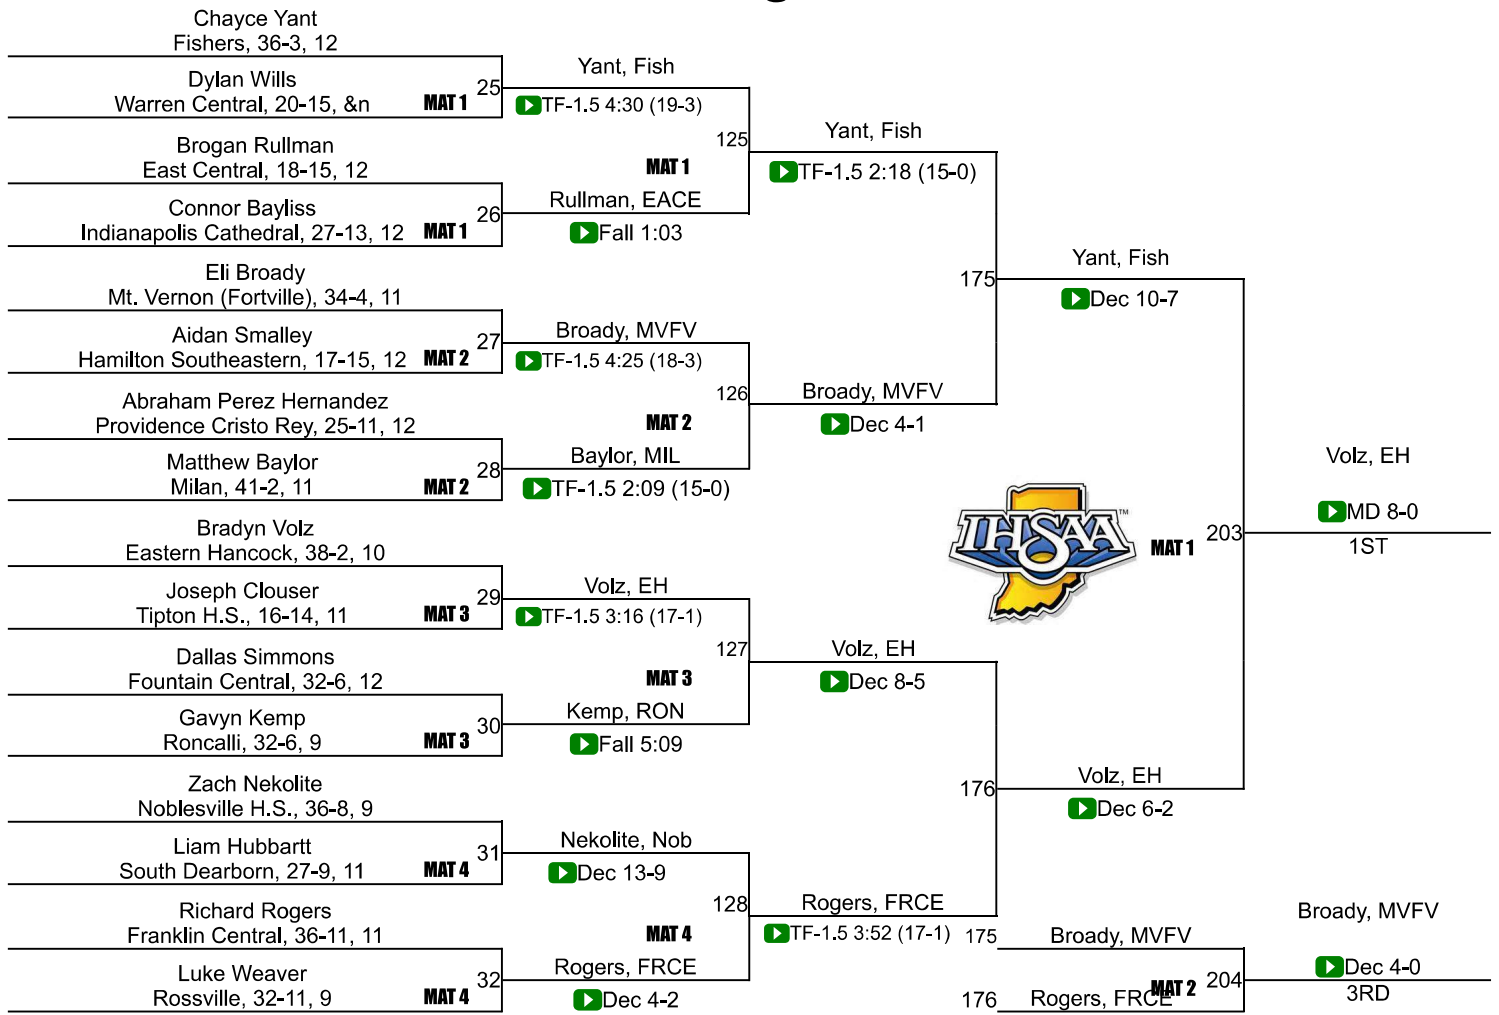 Chayce Yant
Fishers, 36-3, 12
Dylan Wills
Warren Central, 20-15, &n
MAT 1
25
Yant, Fish
TF-1.5 4:30 (19-3)
Brogan Rullman
East Central, 18-15, 12
Connor Bayliss
Indianapolis Cathedral, 27-13, 12
MAT 1
26
Rullman, EACE
Fall 1:03
125
MAT 1
Yant, Fish
TF-1.5 2:18 (15-0)
Eli Broady
Mt. Vernon (Fortville), 34-4, 11
Aidan Smalley
Hamilton Southeastern, 17-15, 12
MAT 2
27
Broady, MVFV
TF-1.5 4:25 (18-3)
Abraham Perez Hernandez
Providence Cristo Rey, 25-11, 12
Matthew Baylor
Milan, 41-2, 11
MAT 2
28
Baylor, MIL
TF-1.5 2:09 (15-0)
126
MAT 2
Broady, MVFV
Dec 4-1
175
Yant, Fish
Dec 10-7
Bradyn Volz
Eastern Hancock, 38-2, 10
Joseph Clouser
Tipton H.S., 16-14, 11
MAT 3
29
Volz, EH
TF-1.5 3:16 (17-1)
Dallas Simmons
Fountain Central, 32-6, 12
Gavyn Kemp
Roncalli, 32-6, 9
MAT 3
30
Kemp, RON
Fall 5:09
127
MAT 3
Volz, EH
Dec 8-5
Zach Nekolite
Noblesville H.S., 36-8, 9
Liam Hubbartt
South Dearborn, 27-9, 11
MAT 4
31
Nekolite, Nob
Dec 13-9
Richard Rogers
Franklin Central, 36-11, 11
Luke Weaver
Rossville, 32-11, 9
MAT 4
32
Rogers, FRCE
Dec 4-2
128
MAT 4
Rogers, FRCE
TF-1.5 3:52 (17-1)
176
Volz, EH
Dec 6-2
IHSAA™
MAT 1
203
Volz, EH
MD 8-0
1ST
175
Broady, MVFV
176
Rogers, FRCE
MAT 2
204
Broady, MVFV
Dec 4-0
3RD